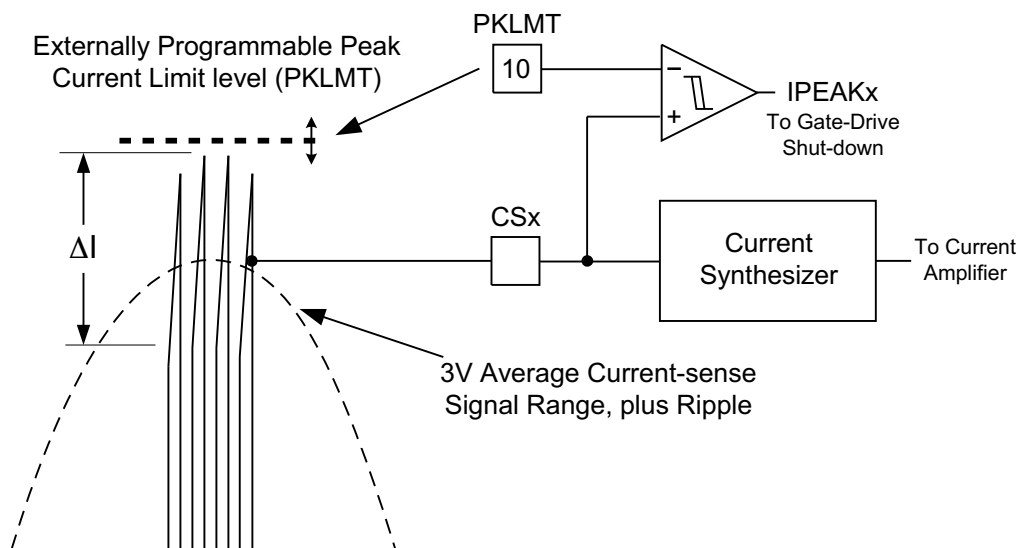 Externally Programmable Peak
Current Limit level (PKLMT)
PKLMT
10
−
+
IPEAKx
To Gate-Drive
Shut-down
ΔI
CSx
Current
Synthesizer
To Current
Amplifier
3V Average Current-sense
Signal Range, plus Ripple